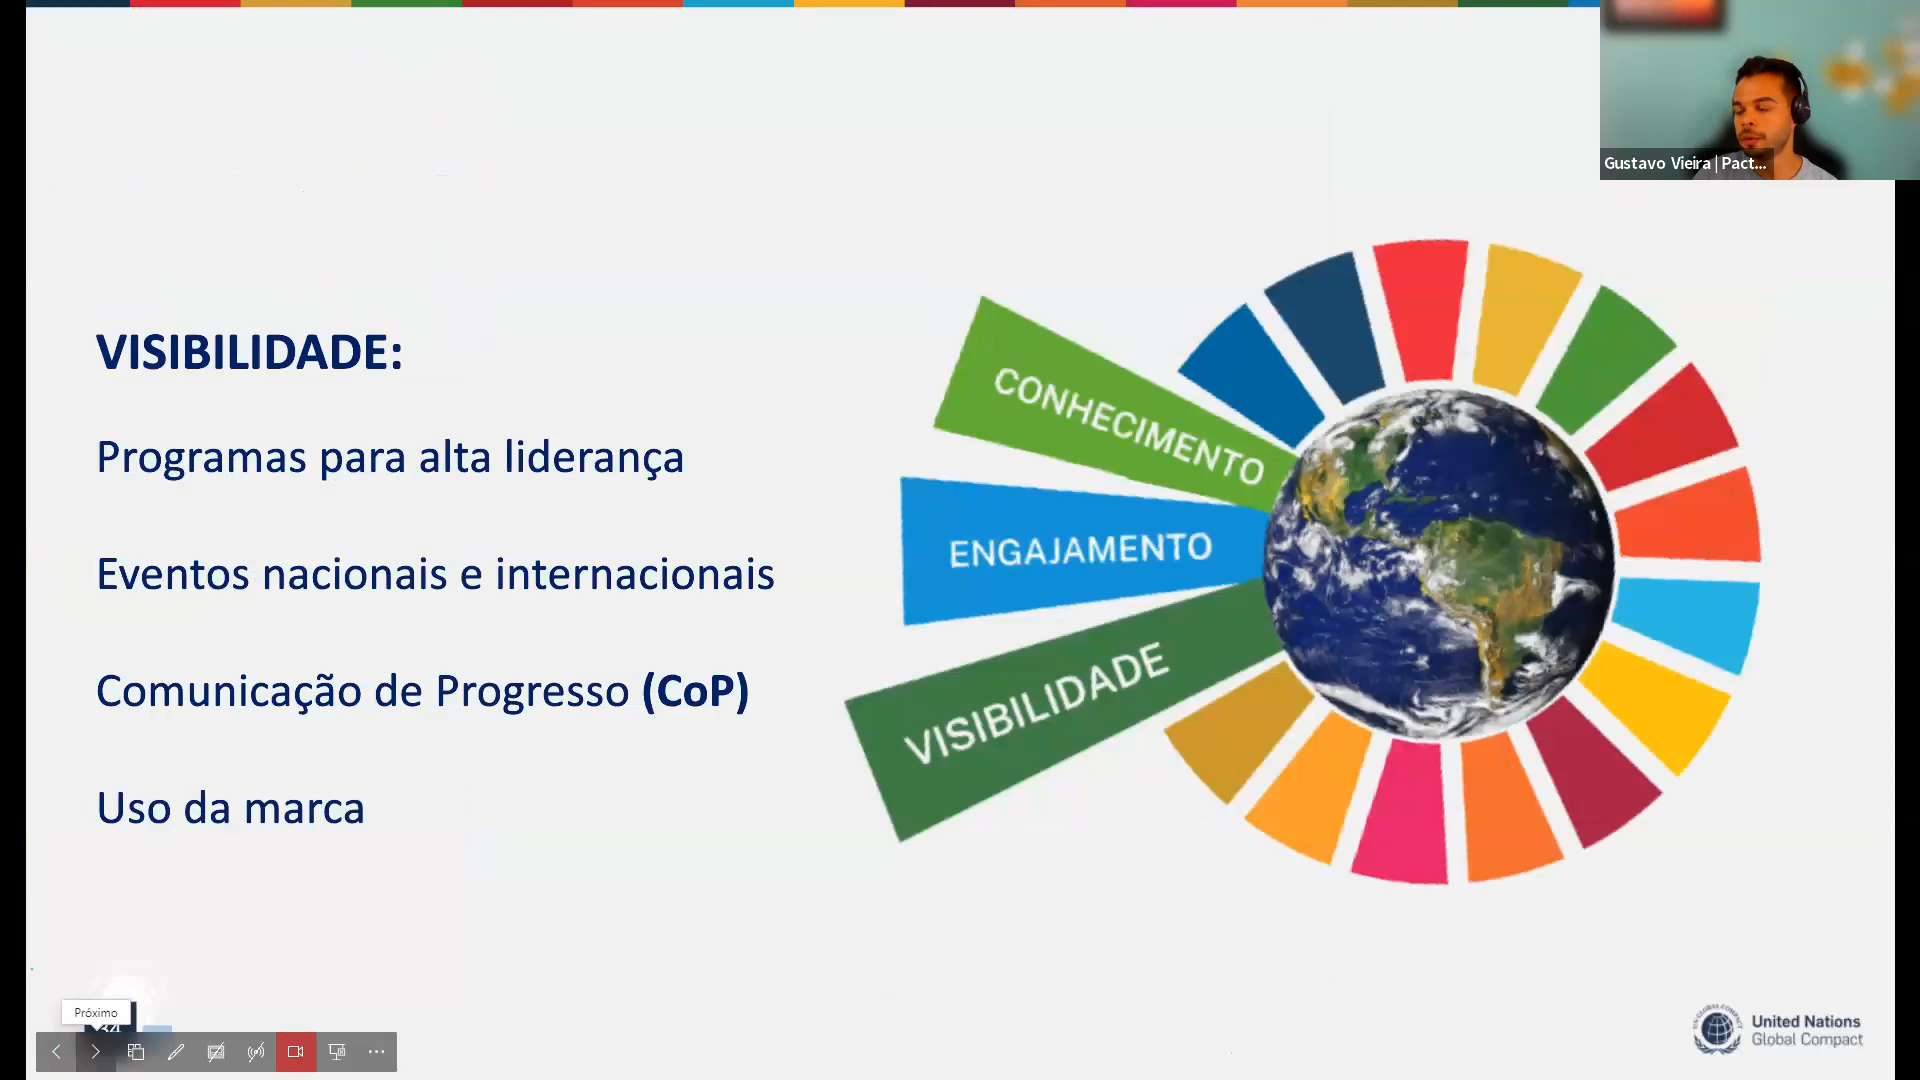 Gustavo Vieira | Pact...
VISIBILIDADE:
Programas para alta liderança
Eventos nacionais e internacionais
Comunicação de Progresso (CoP)
Uso da marca
CONHECIMENTO
ENGAJAMENTO
VISIBILIDADE
Próximo
United Nations
Global Compact